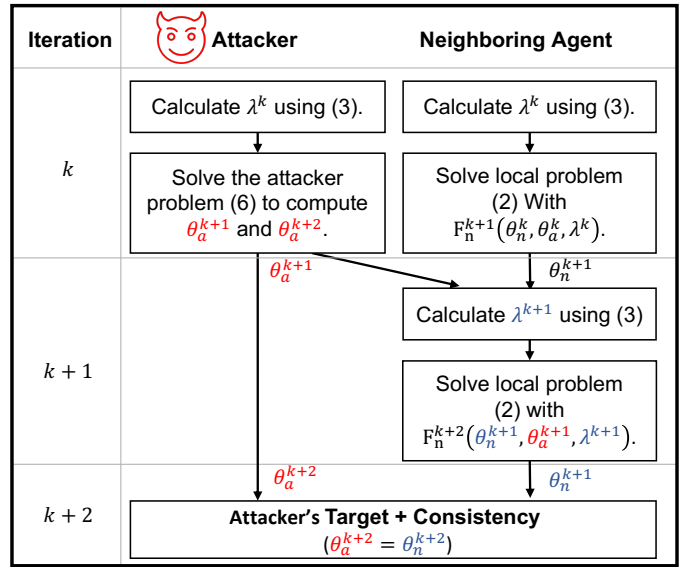 Iteration
Attacker
Neighboring Agent
k
Calculate λ^k using (3).
Solve the attacker
problem (6) to compute
θ_a^{k+1} and θ_a^{k+2}.
Calculate λ^k using (3).
Solve local problem
(2) With
F_n^{k+1}(θ_n^k, θ_a^k, λ^k).
θ_a^{k+1}
θ_n^{k+1}
k + 1
Calculate λ^{k+1} using (3)
Solve local problem
(2) with
F_n^{k+2}(θ_n^{k+1}, θ_a^{k+1}, λ^{k+1}).
θ_a^{k+2}
θ_n^{k+1}
k + 2
Attacker's Target + Consistency
(θ_a^{k+2} = θ_n^{k+2})